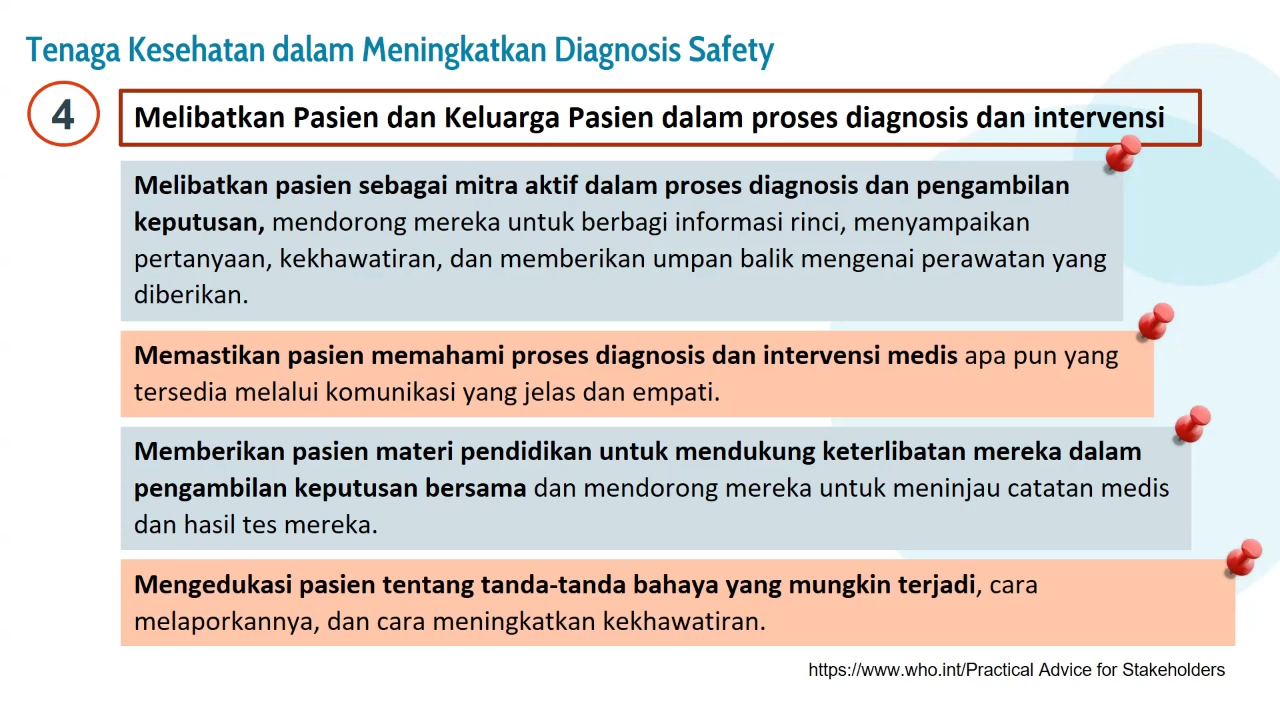 Tenaga Kesehatan dalam Meningkatkan Diagnosis Safety
4
Melibatkan Pasien dan Keluarga Pasien dalam proses diagnosis dan intervensi
Melibatkan pasien sebagai mitra aktif dalam proses diagnosis dan pengambilan
keputusan, mendorong mereka untuk berbagi informasi rinci, menyampaikan
pertanyaan, kekhawatiran, dan memberikan umpan balik mengenai perawatan yang
diberikan.
Memastikan pasien memahami proses diagnosis dan intervensi medis apa pun yang
tersedia melalui komunikasi yang jelas dan empati.
Memberikan pasien materi pendidikan untuk mendukung keterlibatan mereka dalam
pengambilan keputusan bersama dan mendorong mereka untuk meninjau catatan medis
dan hasil tes mereka.
Mengedukasi pasien tentang tanda-tanda bahaya yang mungkin terjadi, cara
melaporkannya, dan cara meningkatkan kekhawatiran.
https://www.who.int/Practical Advice for Stakeholders